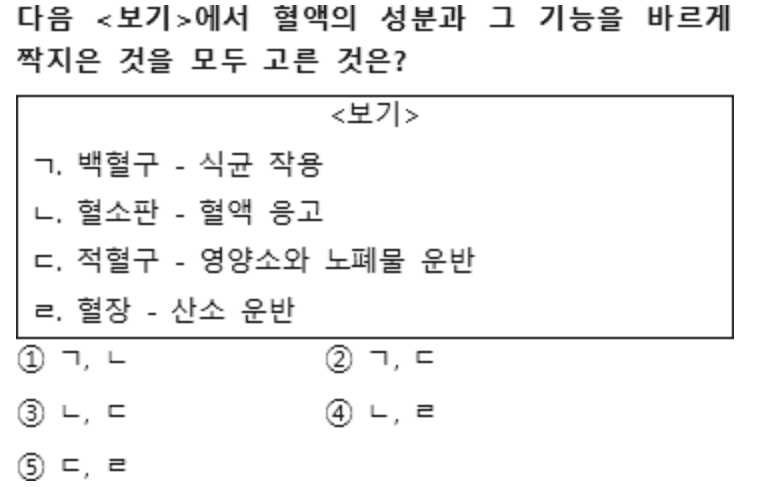 다음 <보기>에서 혈액의 성분과 그 기능을 바르게
짝지은 것을 모두 고른 것은?
<보기>
ㄱ. 백혈구 - 식균 작용
ㄴ. 혈소판 - 혈액 응고
ㄷ. 적혈구 - 영양소와 노폐물 운반
ㄹ. 혈장 - 산소 운반
① ㄱ, ㄴ ② ㄱ, ㄷ
③ ㄴ, ㄷ ④ ㄴ, ㄹ
⑤ ㄷ, ㄹ